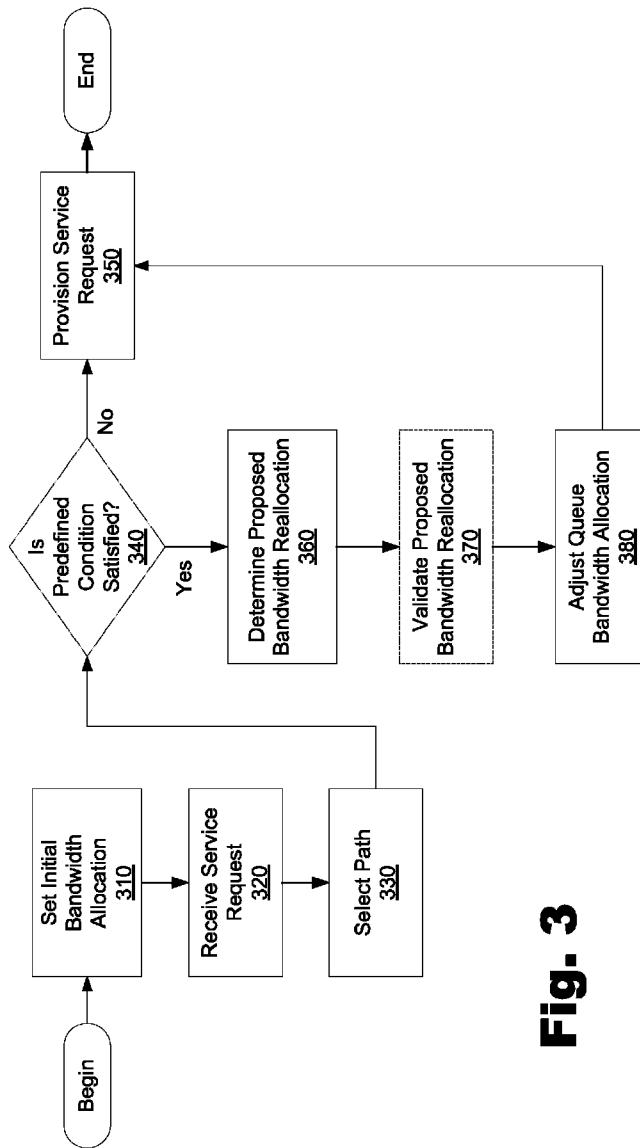 Begin
Set Initial
Bandwidth
Allocation
310
Receive Service
Request
320
Select Path
330
Is
Predefined
Condition
Satisfied?
340
No
Yes
Provision Service
Request
350
End
Determine Proposed
Bandwidth Reallocation
360
Validate Proposed
Bandwidth Reallocation
370
Adjust Queue
Bandwidth Allocation
380
Fig. 3